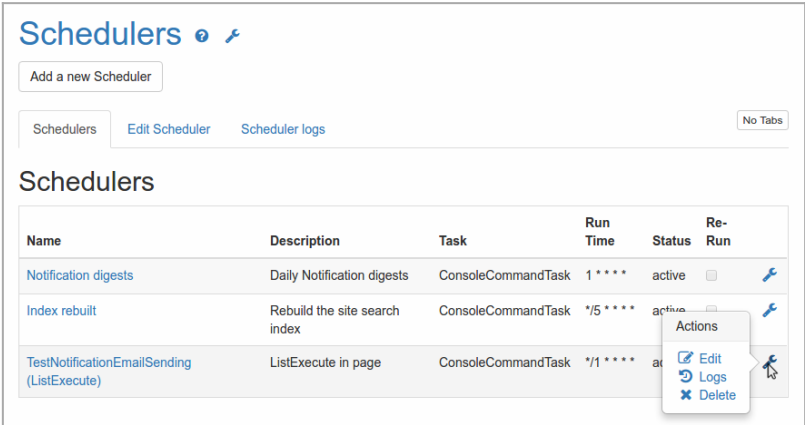 Schedulers
Add a new Scheduler
Schedulers Edit Scheduler Scheduler logs No Tabs
Schedulers
Name Description Task Run Time Status Re-Run
Notification digests Daily Notification digests ConsoleCommandTask 1 * * * * active
Index rebuilt Rebuild the site search index ConsoleCommandTask */5 * * * * active
TestNotificationEmailSending (ListExecute) ListExecute in page ConsoleCommandTask */1 * * * *
Actions
Edit
Logs
Delete